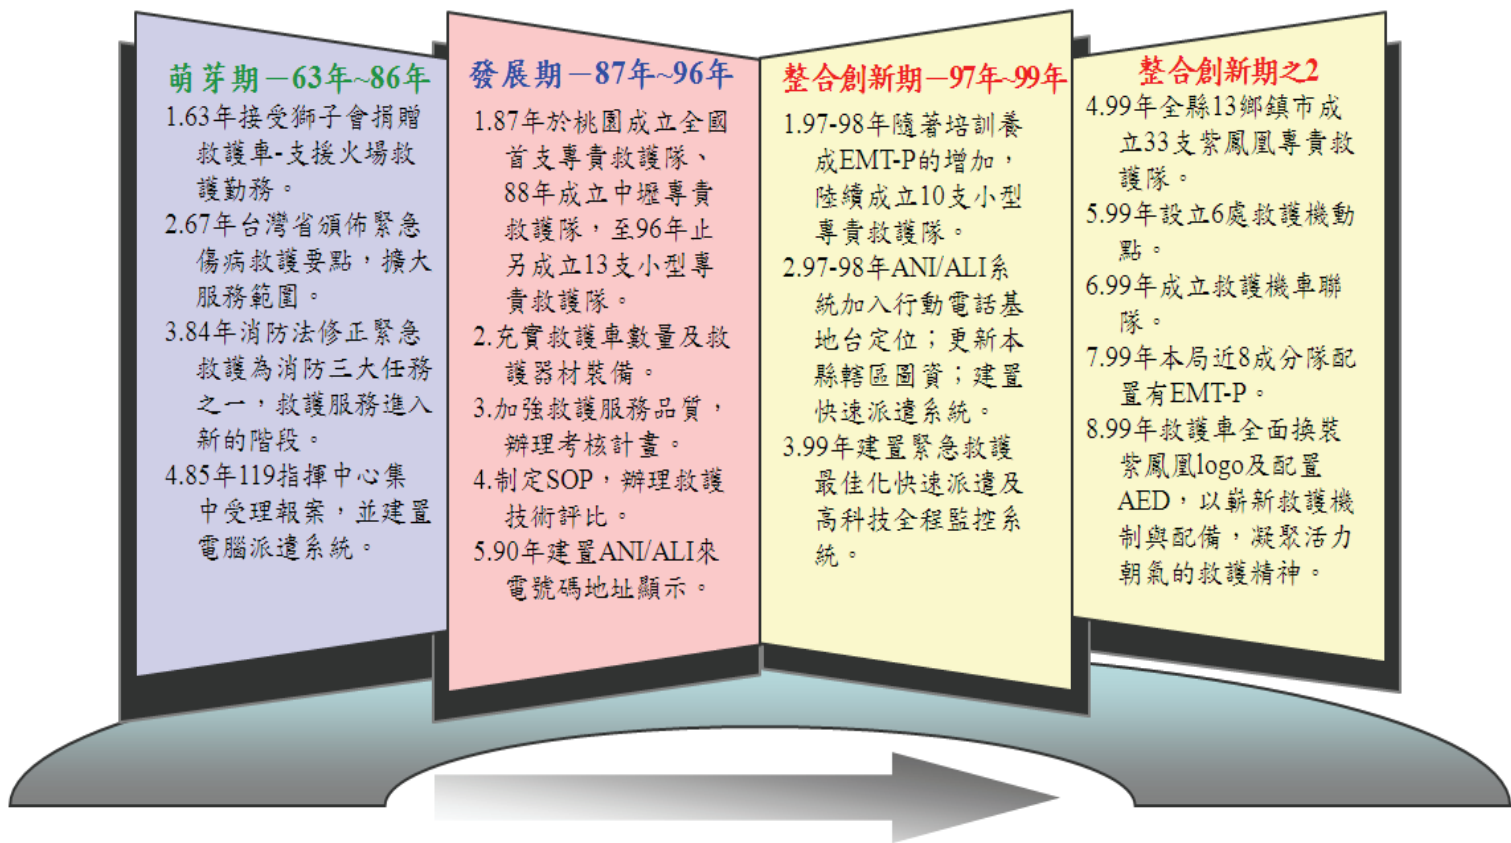 萌芽期－63年~86年
1.63年接受獅子會捐贈
救護車-支援火場救
護勤務。
2.67年台灣省頒佈緊急
傷病救護要點，擴大
服務範圍。
3.84年消防法修正緊急
救護為消防三大任務
之一，救護服務進入
新的階段。
4.85年119指揮中心集
中受理報案，並建置
電腦派遣系統。
發展期－87年~96年
1.87年於桃園成立全國
首支專責救護隊、
88年成立中壢專責
救護隊，至96年止
另成立13支小型專
責救護隊。
2.充實救護車數量及救
護器材裝備。
3.加強救護服務品質，
辦理考核計畫。
4.制定SOP，辦理救護
技術評比。
5.90年建置ANI/ALI來
電號碼地址顯示。
整合創新期－97年~99年
1.97-98年隨著培訓養
成EMT-P的增加，
陸續成立10支小型
專責救護隊。
2.97-98年ANI/ALI系
統加入行動電話基
地台定位；更新本
縣轄區圖資；建置
快速派遣系統。
3.99年建置緊急救護
最佳化快速派遣及
高科技全程監控系
統。
整合創新期之2
4.99年全縣13鄉鎮市成
立33支紫鳳凰專責救
護隊。
5.99年設立6處救護機動
點。
6.99年成立救護機車聯
隊。
7.99年本局近8成分隊配
置有EMT-P。
8.99年救護車全面換裝
紫鳳凰logo及配置
AED，以嶄新救護機
制與配備，凝聚活力
朝氣的救護精神。